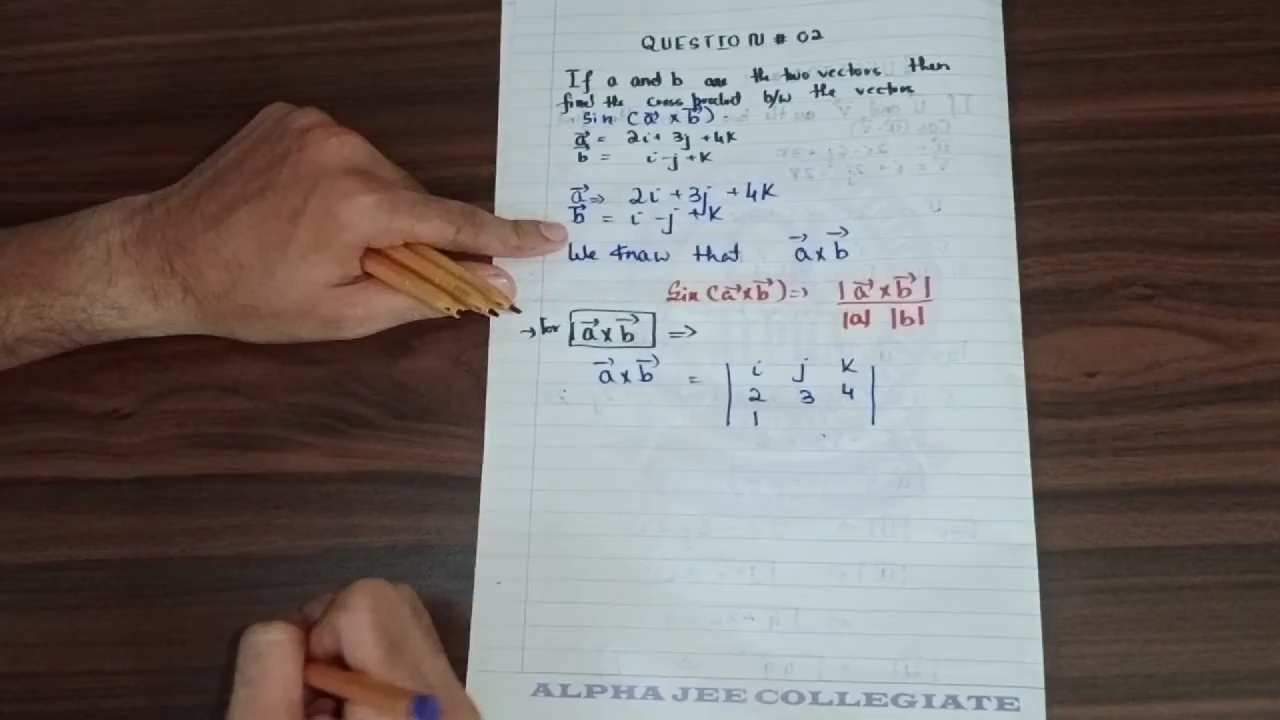 QUESTION # 02
If a and b are the two vectors then
find the cross product b/w the vectors
Sin (a⃗ x b⃗).
a⃗ = 2i + 3j + 4k
b = i - j + k
a⃗ => 2i + 3j + 4k
b⃗ = i - j + k
We know that a⃗ x b⃗
Sin (a⃗ x b⃗) => |a⃗ x b⃗| / |a| |b|
→ for |a⃗ x b⃗| =>
a⃗ x b⃗ = | i j k |
| 2 3 4 |
| 1 |
ALPHA JEE COLLEGIATE